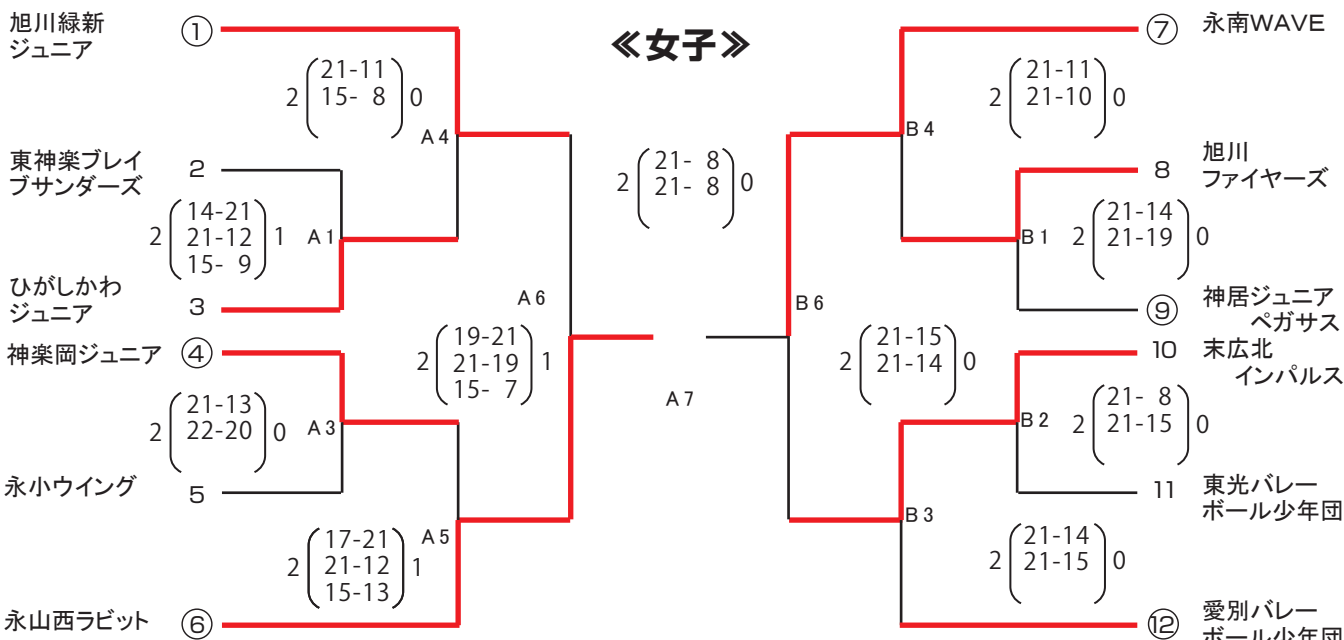 ≪女子≫
旭川緑新
ジュニア
①
21-11
15- 8
2
0
A4
東神楽ブレイ
ブサンダーズ
2
14-21
21-12
15- 9
2
1
A1
ひがしかわ
ジュニア
3
神楽岡ジュニア
④
21-13
22-20
2
0
A3
永小ウイング
5
17-21
21-12
15-13
2
1
A5
永山西ラビット
⑥
A6
19-21
21-19
15- 7
2
1
21- 8
21- 8
2
0
A7
B6
21-15
21-14
2
0
⑦
永南WAVE
21-11
21-10
2
0
B4
8
旭川
ファイヤーズ
21-14
21-19
2
0
B1
⑨
神居ジュニア
ペガサス
10
末広北
インパルス
21- 8
21-15
2
0
B2
11
東光バレー
ボール少年団
B3
21-14
21-15
2
0
⑫
愛別バレー
ボール少年団